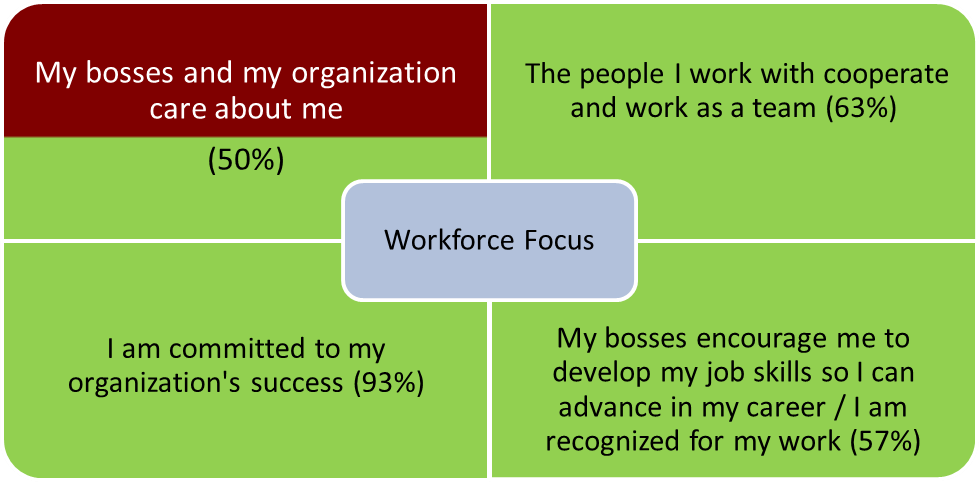 My bosses and my organization
care about me
(50%)
The people I work with cooperate
and work as a team (63%)
Workforce Focus
I am committed to my
organization's success (93%)
My bosses encourage me to
develop my job skills so I can
advance in my career / I am
recognized for my work (57%)